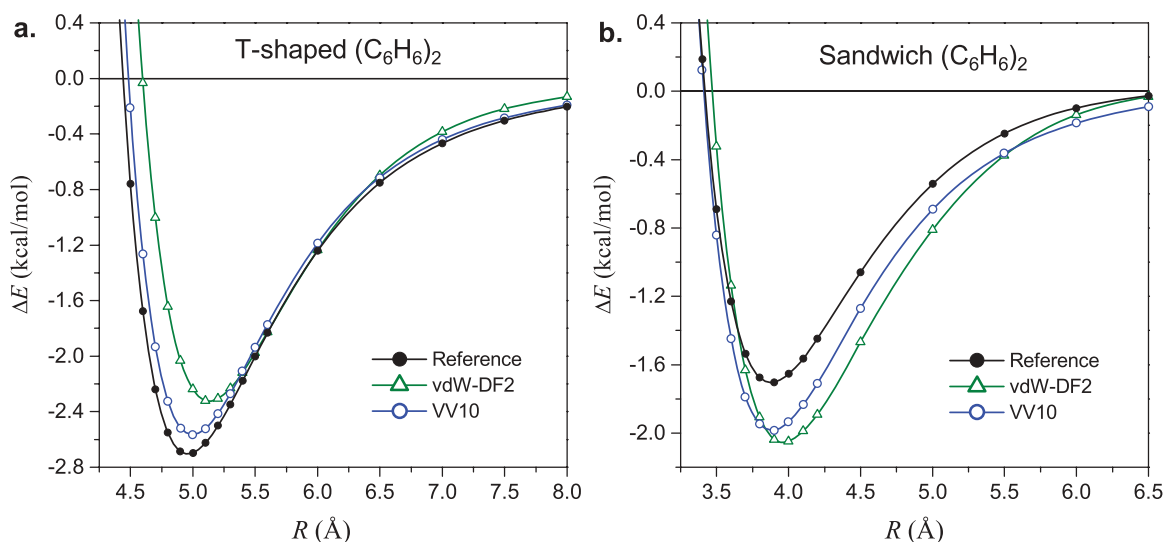 a.
T-shaped (C₆H₆)₂
0.4
0.0
-0.4
-0.8
-1.2
-1.6
-2.0
-2.4
-2.8
ΔE (kcal/mol)
Reference
vdW-DF2
VV10
4.5 5.0 5.5 6.0 6.5 7.0 7.5 8.0
R (Å)
b.
Sandwich (C₆H₆)₂
0.4
0.0
-0.4
-0.8
-1.2
-1.6
-2.0
ΔE (kcal/mol)
Reference
vdW-DF2
VV10
3.5 4.0 4.5 5.0 5.5 6.0 6.5
R (Å)